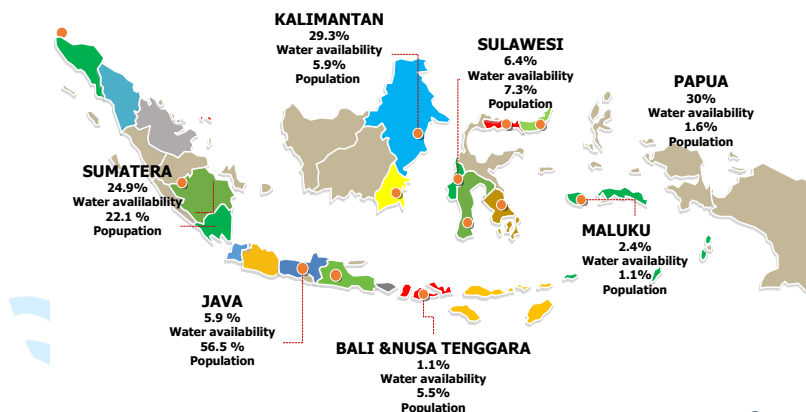 KALIMANTAN
29.3%
Water availability
5.9%
Population
SULAWESI
6.4%
Water availability
7.3%
Population
PAPUA
30%
Water availability
1.6%
Population
SUMATERA
24.9%
Water avalilability
22.1 %
Popupation
MALUKU
2.4%
Water availability
1.1%
Population
JAVA
5.9 %
Water availability
56.5 %
Population
BALI &NUSA TENGGARA
1.1%
Water availability
5.5%
Population